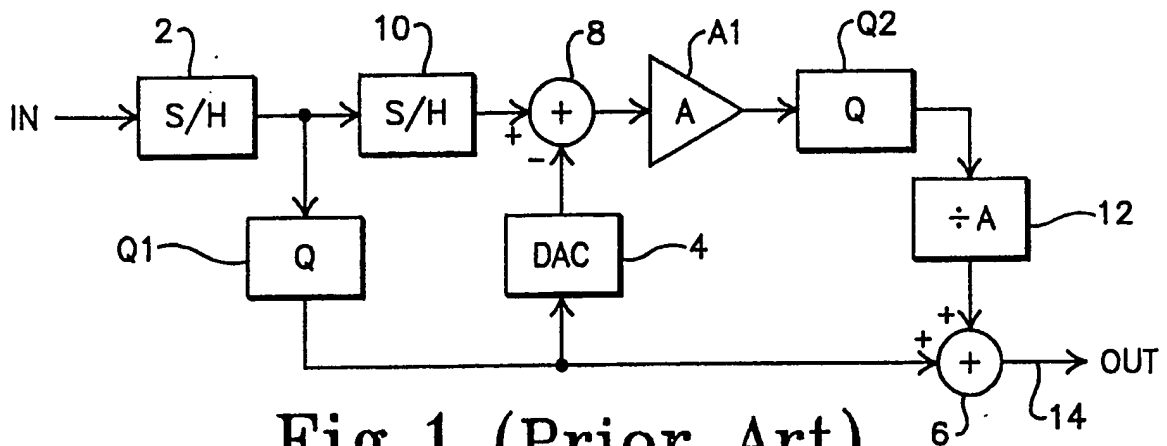 2
10
8
A1
Q2
IN
S/H
S/H
+
+
-
A
Q
Q1
Q
DAC
4
÷A
12
+
+
+
OUT
6
14
Fig.1 (Prior Art)